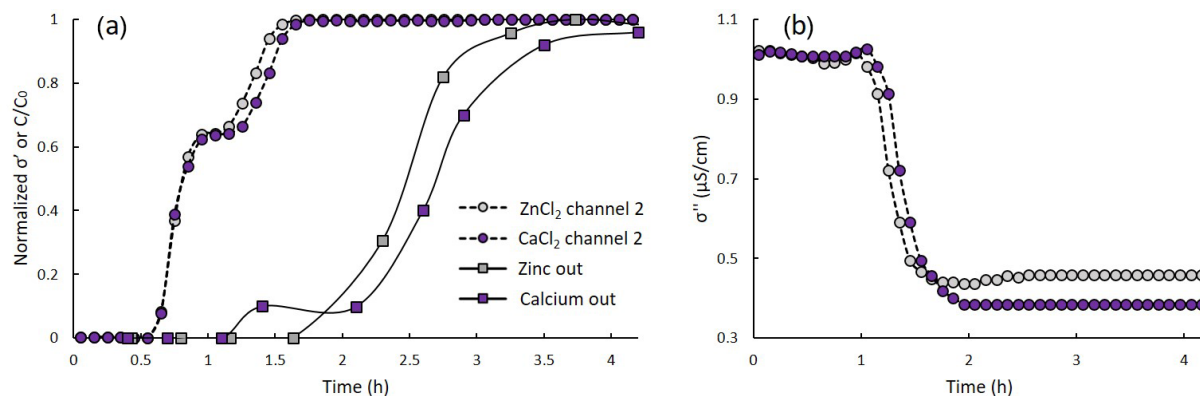 (a)
Normalized σ' or C/C₀
1
0.8
0.6
0.4
0.2
0
0
0.5
1
1.5
2
2.5
3
3.5
4
Time (h)
ZnCl₂ channel 2
CaCl₂ channel 2
Zinc out
Calcium out
(b)
σ'' (µS/cm)
1.1
0.9
0.7
0.5
0.3
0
1
2
3
4
Time (h)